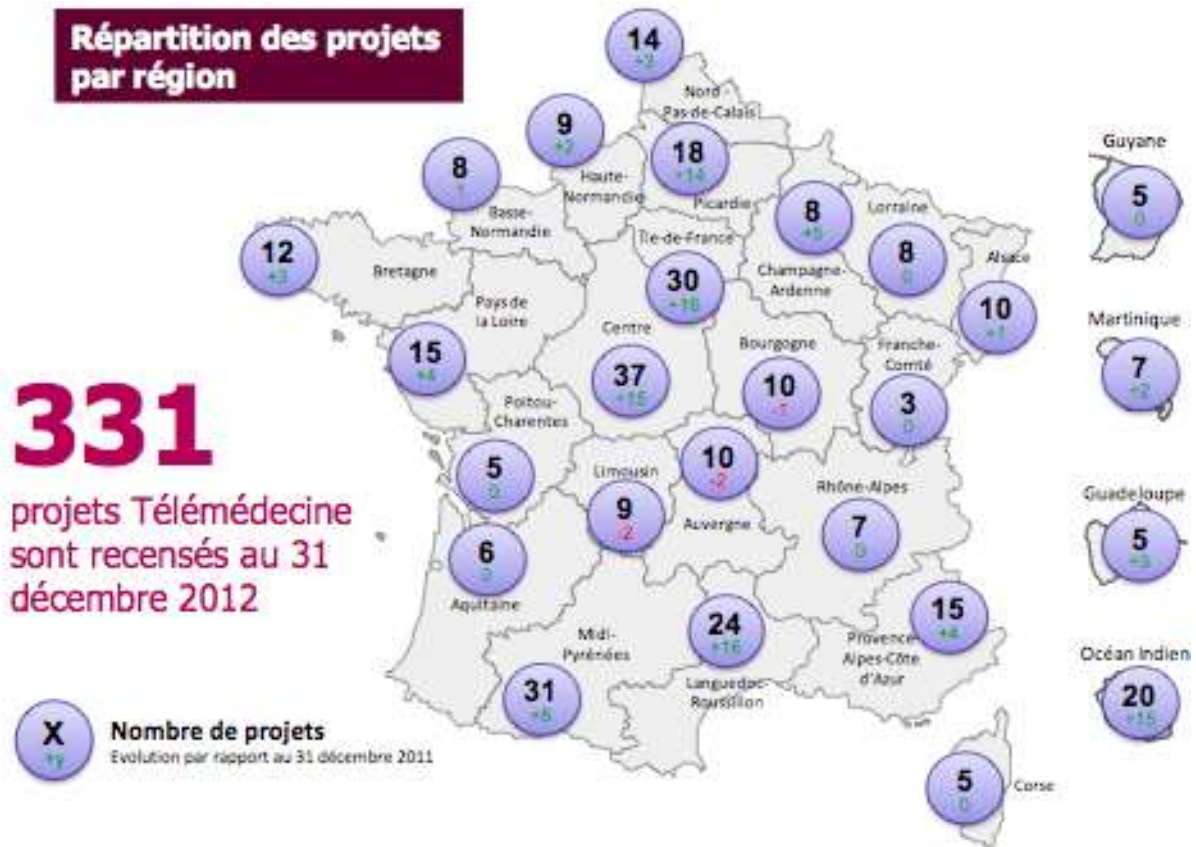 Répartition des projets
par région
14
Nord -
Pas-de-Calais
9
+2
Haute-
Normandie
18
+14
Picardie
8
1
Basse-
Normandie
8
+5
Champagne-
Ardenne
Lorraine
8
0
Alsace
10
+1
Île-de-France
30
12
+3
Bretagne
Pays de
la Loire
15
+4
Centre
37
+15
Bourgogne
10
-1
Franche-
Comté
3
0
Poitou-
Charentes
5
0
Limousin
9
-2
10
-2
Auvergne
Rhône-Alpes
7
0
6
Aquitaine
Midi-
Pyrénées
31
24
+16
Languedoc-
Roussillon
15
+4
Provence-
Alpes-Côte
d'Azur
5
0
Corse
Guyane
5
0
Martinique
7
+2
Guadeloupe
5
Océan Indien
20
+15
331
projets Télémédecine
sont recensés au 31
décembre 2012
X
+y
Nombre de projets
Evolution par rapport au 31 décembre 2011